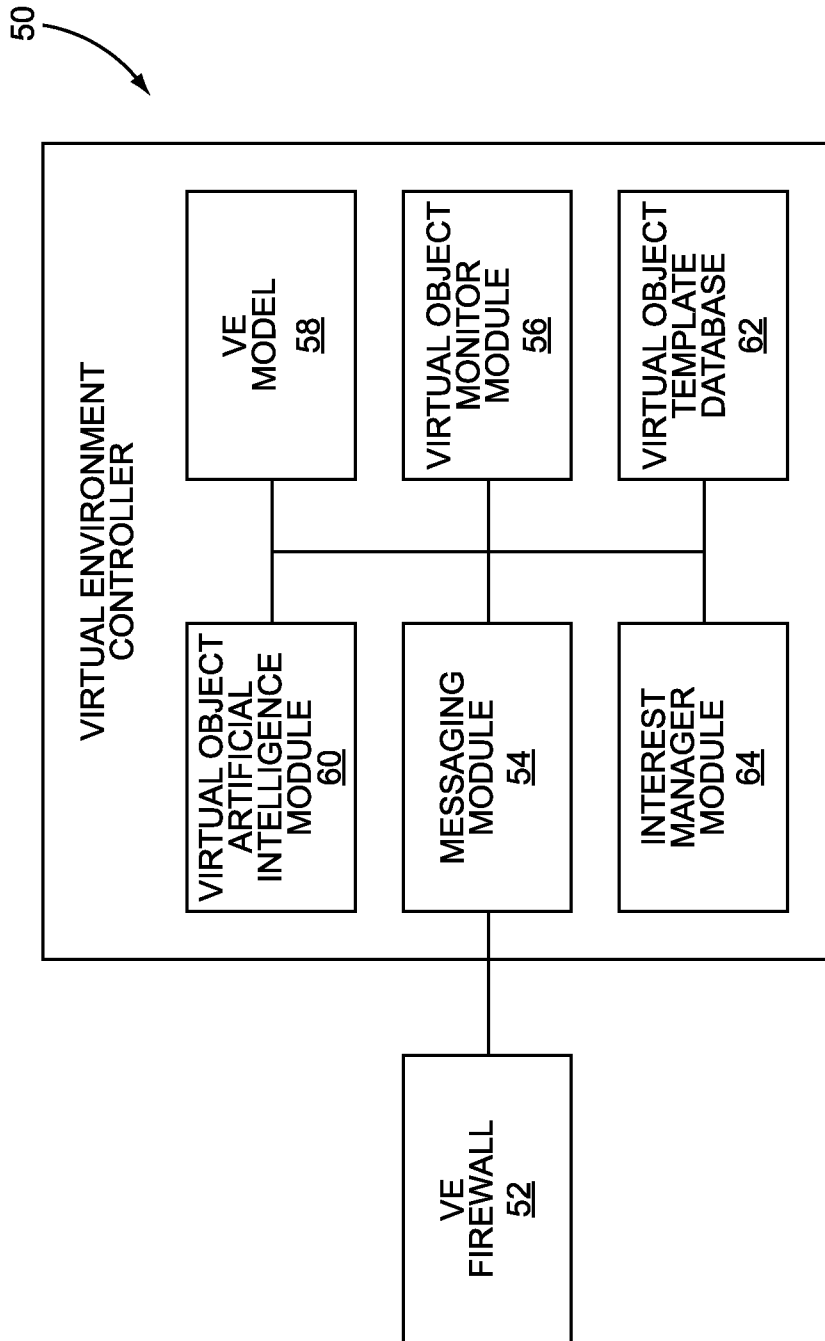 50
VIRTUAL ENVIRONMENT
CONTROLLER
VIRTUAL OBJECT
ARTIFICIAL
INTELLIGENCE
MODULE
60
VE
MODEL
58
VE
FIREWALL
52
MESSAGING
MODULE
54
VIRTUAL OBJECT
MONITOR
MODULE
56
INTEREST
MANAGER
MODULE
64
VIRTUAL OBJECT
TEMPLATE
DATABASE
62